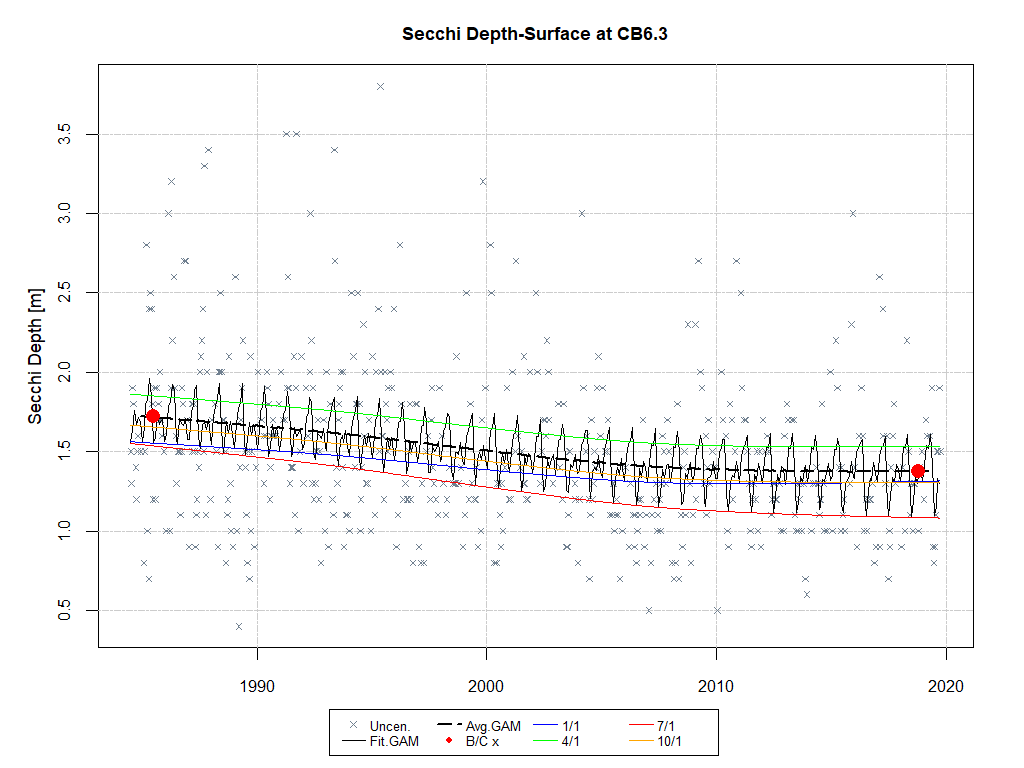 Secchi Depth-Surface at CB6.3
Secchi Depth [m]
3.5
3.0
2.5
2.0
1.5
1.0
0.5
1990 2000 2010 2020
Uncen. Avg.GAM 1/1 7/1
Fit.GAM B/C x 4/1 10/1